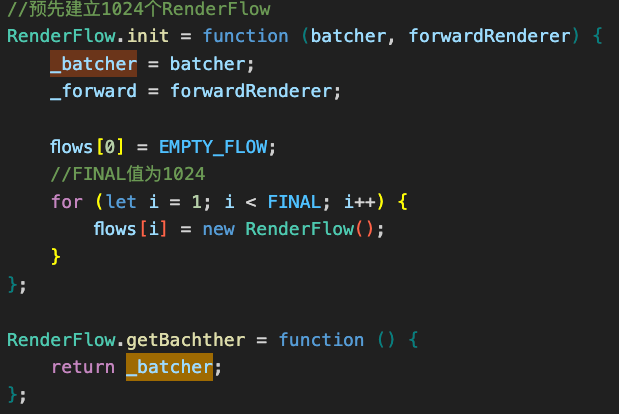 //预先建立1024个RenderFlow
RenderFlow.init = function (batcher, forwardRenderer) {
    _batcher = batcher;
    _forward = forwardRenderer;

    flows[0] = EMPTY_FLOW;
    //FINAL值为1024
    for (let i = 1; i < FINAL; i++) {
        flows[i] = new RenderFlow();
    }
};

RenderFlow.getBachther = function () {
    return _batcher;
};